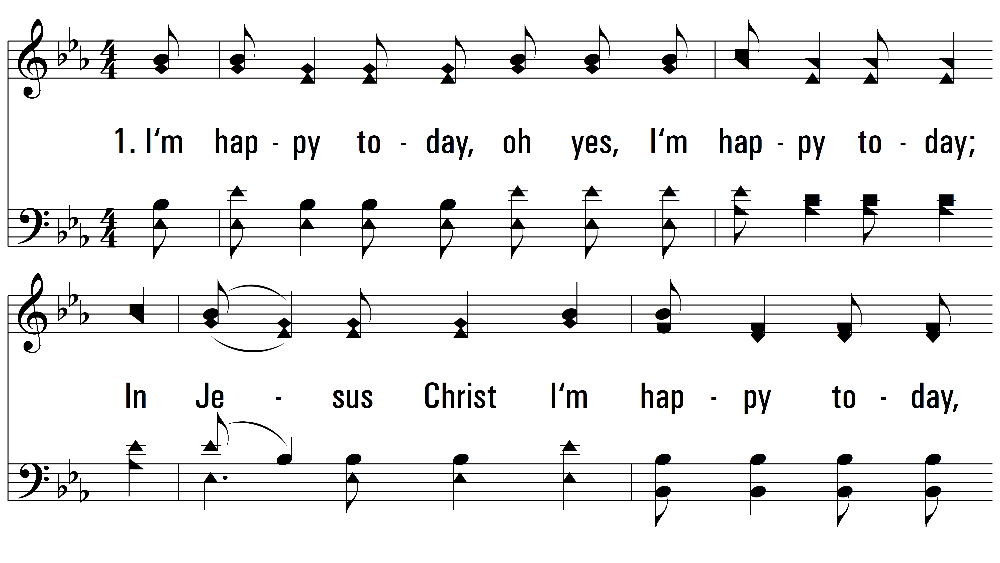 1. I‘m hap - py to - day, oh yes, I‘m hap - py to - day;
In Je - sus Christ I‘m hap - py to - day,